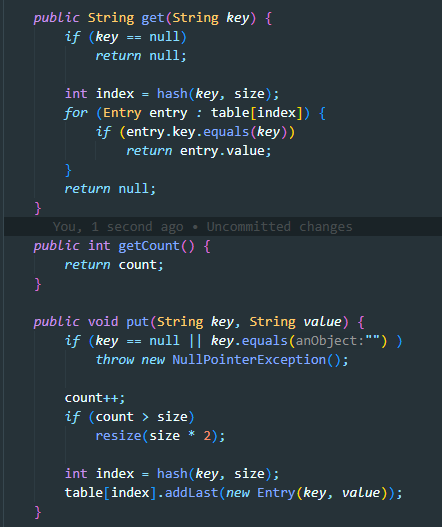 public String get(String key) {
if (key == null)
return null;
int index = hash(key, size);
for (Entry entry : table[index]) {
if (entry.key.equals(key))
return entry.value;
}
return null;
}
You, 1 second ago • Uncommitted changes
public int getCount() {
return count;
}
public void put(String key, String value) {
if (key == null || key.equals(anObject:"") )
throw new NullPointerException();
count++;
if (count > size)
resize(size * 2);
int index = hash(key, size);
table[index].addLast(new Entry(key, value));
}